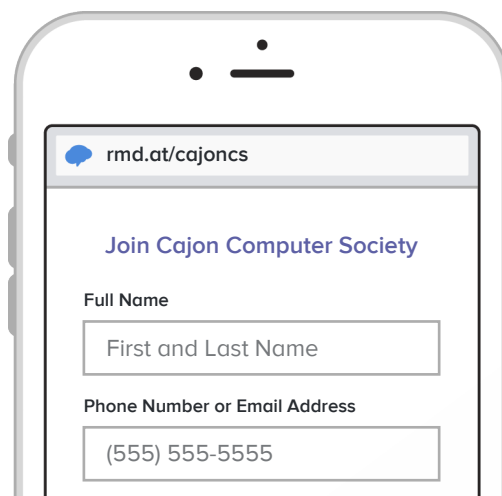 rmd.at/cajoncs
Join Cajon Computer Society
Full Name
First and Last Name
Phone Number or Email Address
(555) 555-5555